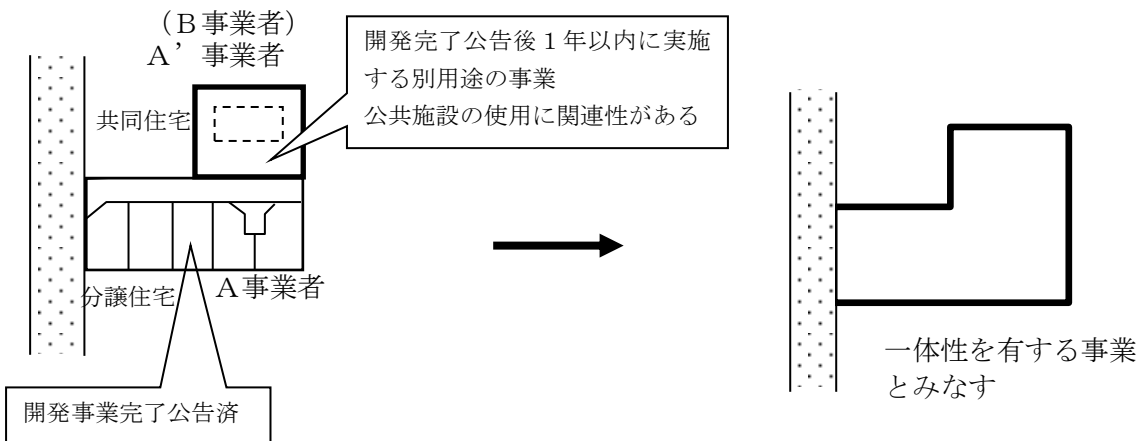 (B事業者)
A’事業者
開発完了公告後1年以内に実施
する別用途の事業
公共施設の使用に関連性がある
共同住宅
分譲住宅
A事業者
開発事業完了公告済
一体性を有する事業
とみなす